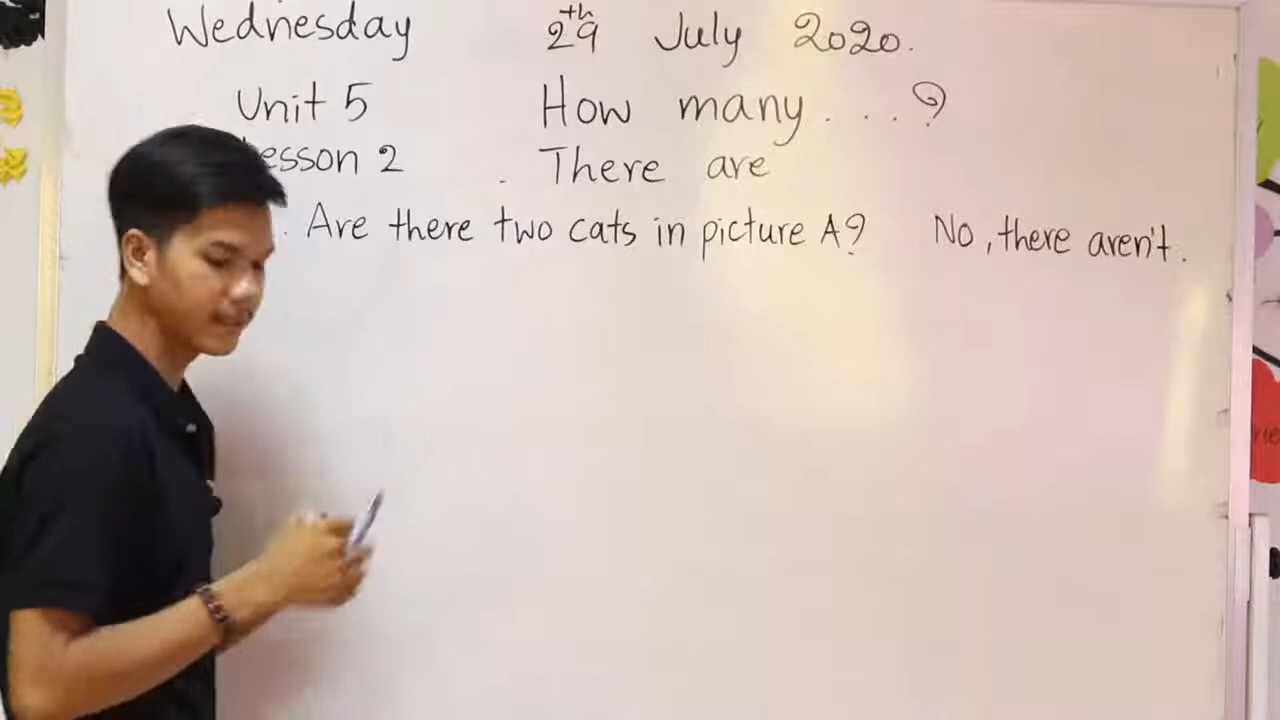 Wednesday 29th July 2020.
Unit 5 How many . . . ?
Lesson 2 There are
. Are there two cats in picture A? No, there aren't.